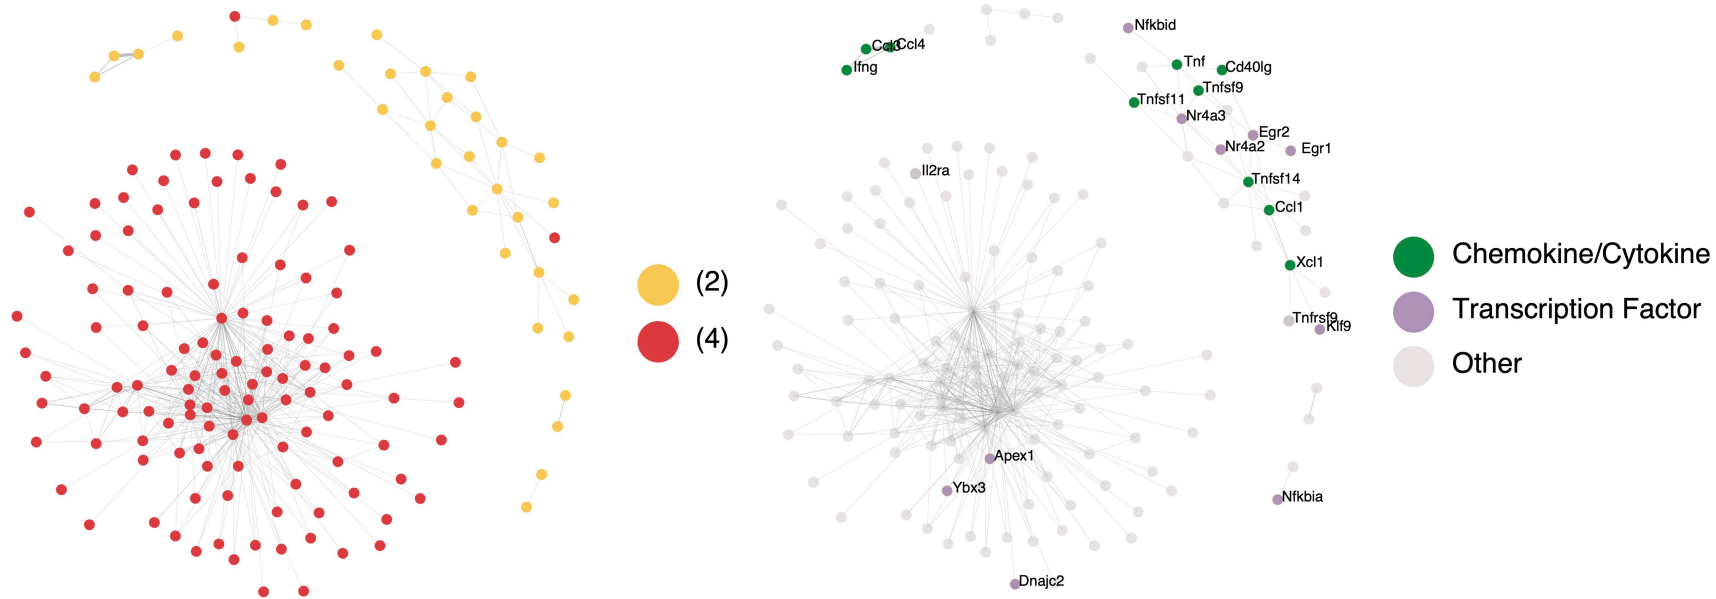 (2)
(4)
Nfkbid
Ccl3
Ccl4
Ifng
Tnf
Cd40lg
Tnfsf9
Tnfsf11
Nr4a3
Egr2
Nr4a2
Egr1
Il2ra
Tnfsf14
Ccl1
Xcl1
Tnfrsf9
Klf9
Apex1
Ybx3
Nfkbia
Dnajc2
Chemokine/Cytokine
Transcription Factor
Other